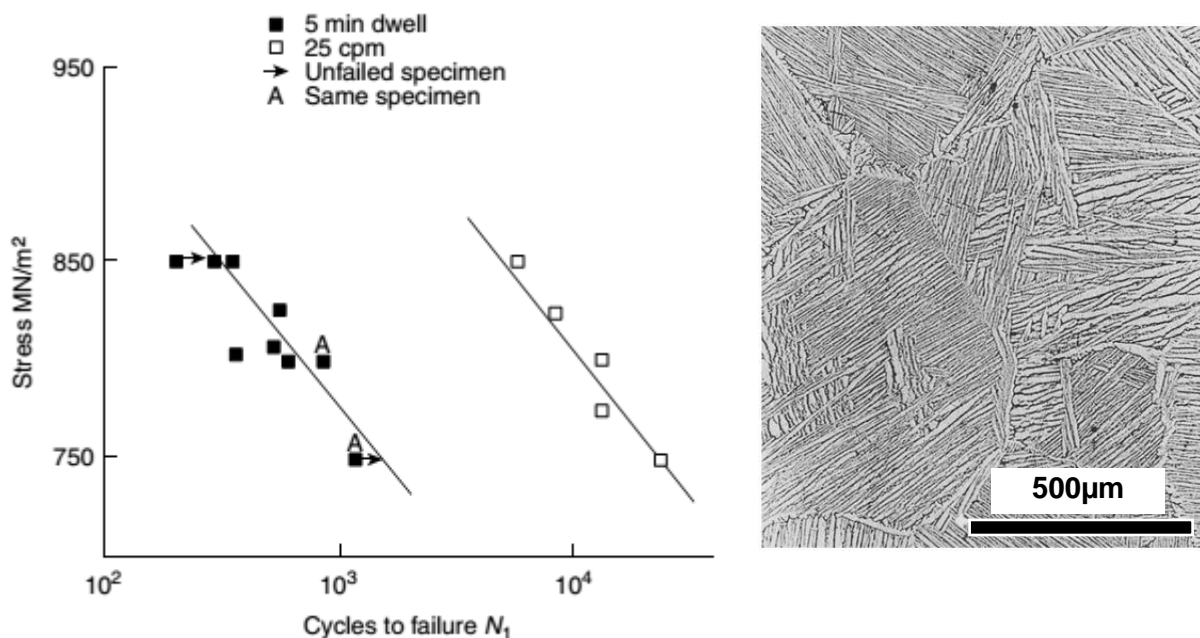 5 min dwell
25 cpm
Unfailed specimen
A Same specimen
950
850
750
Stress MN/m²
A
A
10²
10³
10⁴
Cycles to failure N₁
500µm